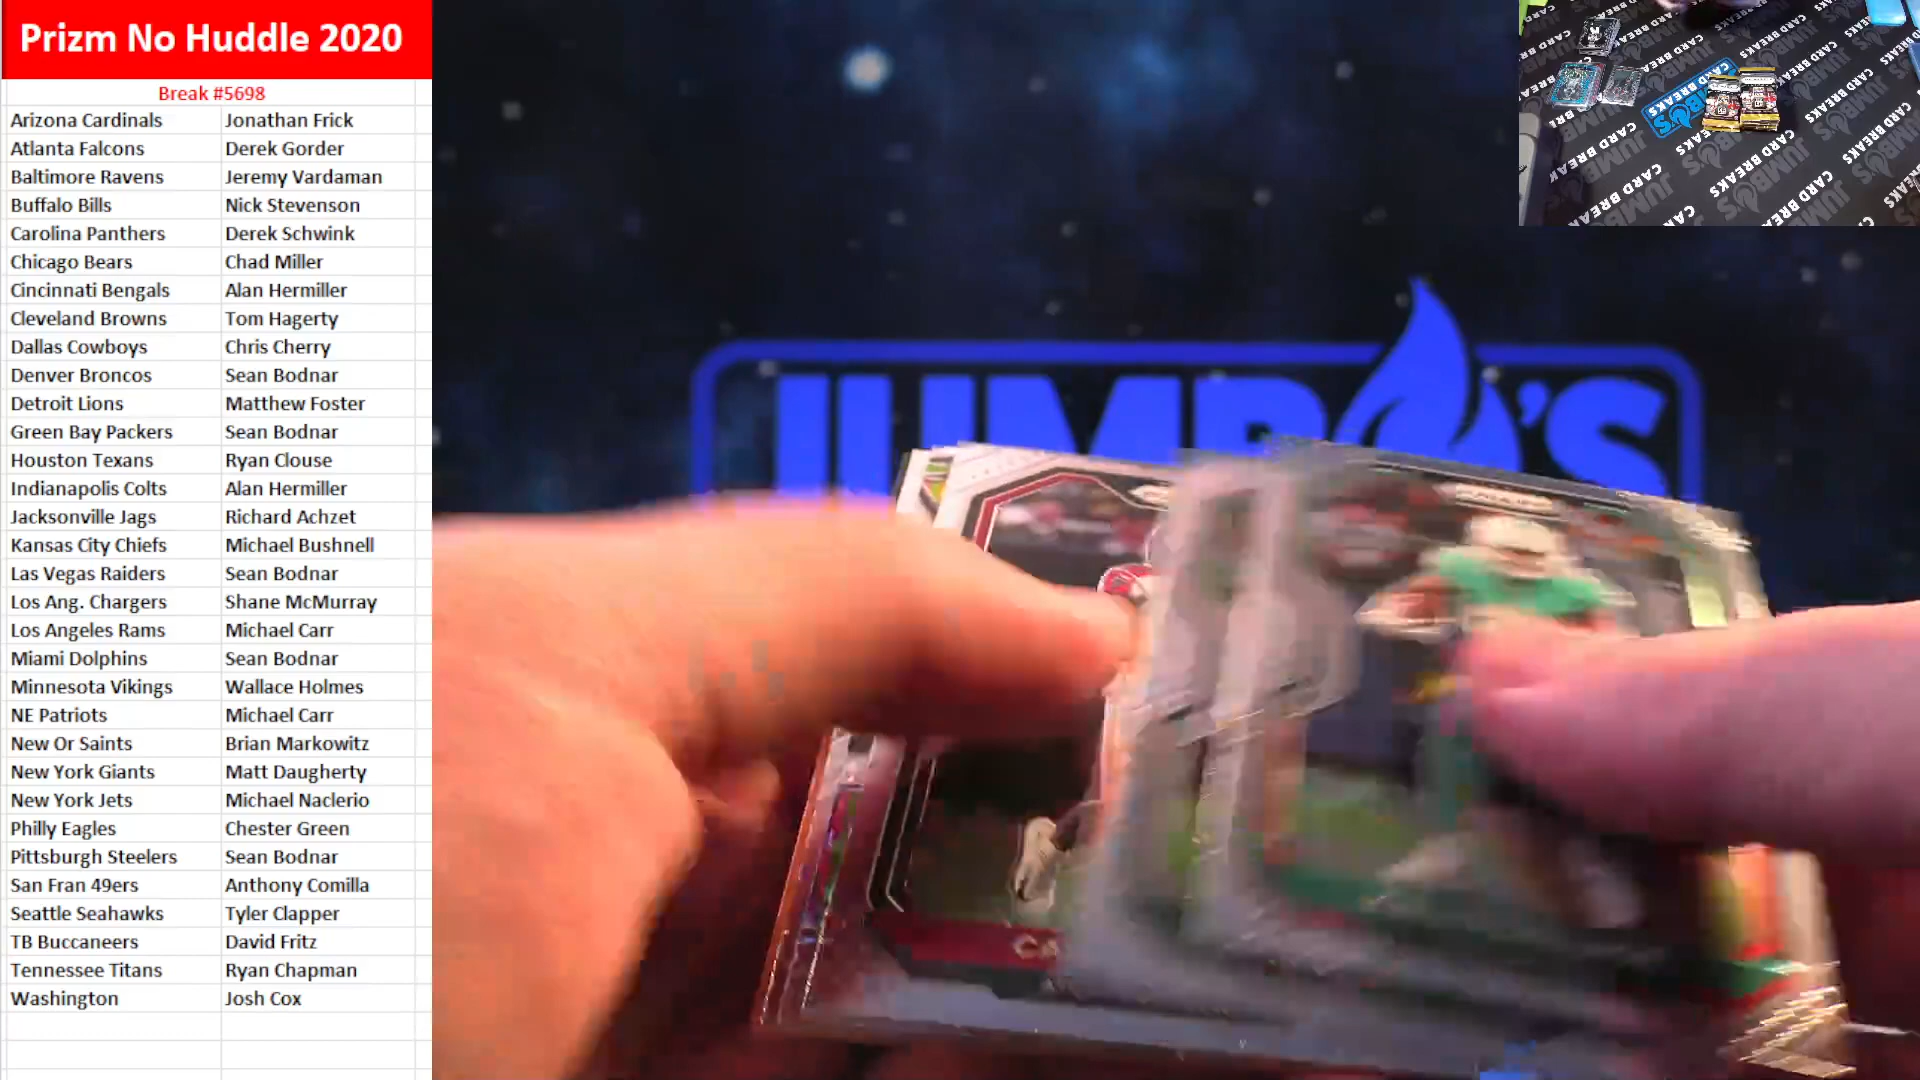 Prizm No Huddle 2020
Break #5698
Arizona Cardinals Jonathan Frick
Atlanta Falcons Derek Gorder
Baltimore Ravens Jeremy Vardaman
Buffalo Bills Nick Stevenson
Carolina Panthers Derek Schwink
Chicago Bears Chad Miller
Cincinnati Bengals Alan Hermiller
Cleveland Browns Tom Hagerty
Dallas Cowboys Chris Cherry
Denver Broncos Sean Bodnar
Detroit Lions Matthew Foster
Green Bay Packers Sean Bodnar
Houston Texans Ryan Clouse
Indianapolis Colts Alan Hermiller
Jacksonville Jags Richard Achzet
Kansas City Chiefs Michael Bushnell
Las Vegas Raiders Sean Bodnar
Los Ang. Chargers Shane McMurray
Los Angeles Rams Michael Carr
Miami Dolphins Sean Bodnar
Minnesota Vikings Wallace Holmes
NE Patriots Michael Carr
New Or Saints Brian Markowitz
New York Giants Matt Daugherty
New York Jets Michael Naclerio
Philly Eagles Chester Green
Pittsburgh Steelers Sean Bodnar
San Fran 49ers Anthony Comilla
Seattle Seahawks Tyler Clapper
TB Buccaneers David Fritz
Tennessee Titans Ryan Chapman
Washington Josh Cox
JUMBO'S
CARD BREAKS